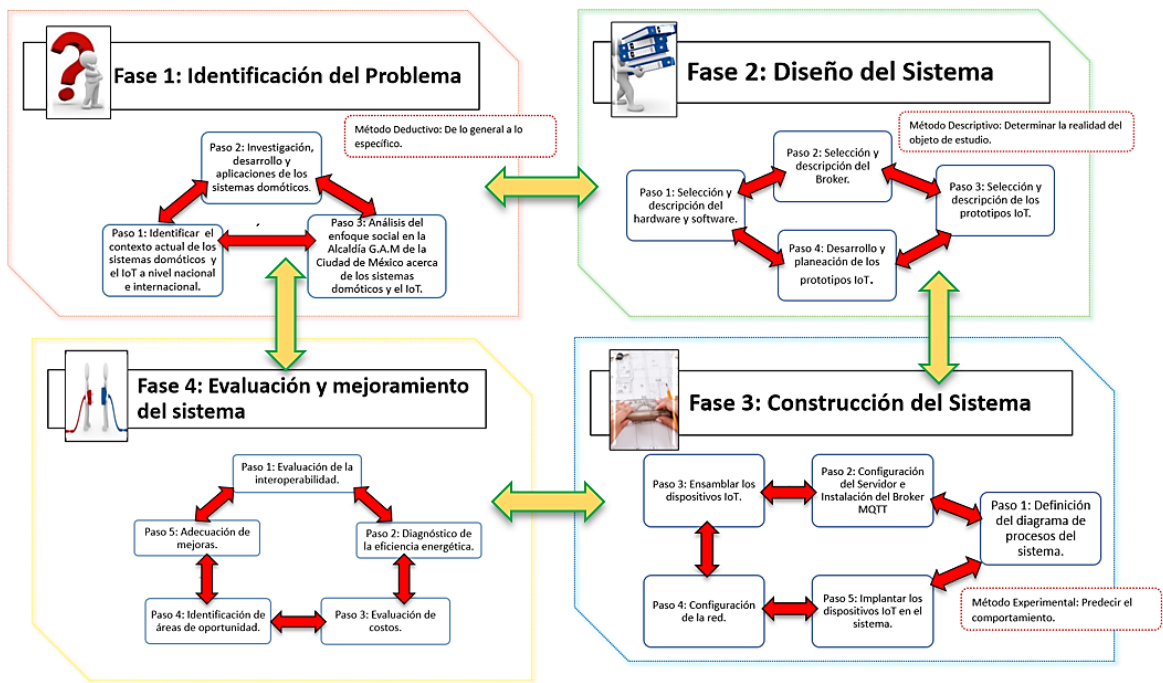 Fase 1: Identificación del Problema
Método Deductivo: De lo general a lo
específico.
Paso 2: Investigación,
desarrollo y
aplicaciones de los
sistemas domóticos.
Paso 1: Identificar el
contexto actual de los
sistemas domóticos y
el IoT a nivel nacional
e internacional.
Paso 3: Análisis del
enfoque social en la
Alcaldía G.A.M de la
Ciudad de México acerca
de los sistemas
domóticos y el IoT.
Fase 2: Diseño del Sistema
Método Descriptivo: Determinar la realidad del
objeto de estudio.
Paso 2: Selección y
descripción del
Broker.
Paso 1: Selección y
descripción del
hardware y software.
Paso 3: Selección y
descripción de los
prototipos IoT.
Paso 4: Desarrollo y
planeación de los
prototipos IoT.
Fase 4: Evaluación y mejoramiento
del sistema
Paso 1: Evaluación de la
interoperabilidad.
Paso 5: Adecuación de
mejoras.
Paso 2: Diagnóstico de
la eficiencia energética.
Paso 4: Identificación de
áreas de oportunidad.
Paso 3: Evaluación de
costos.
Fase 3: Construcción del Sistema
Paso 3: Ensamblar los
dispositivos IoT.
Paso 2: Configuración
del Servidor e
Instalación del Broker
MQTT
Paso 1: Definición
del diagrama de
procesos del
sistema.
Paso 4: Configuración
de la red.
Paso 5: Implantar los
dispositivos IoT en el
sistema.
Método Experimental: Predecir el
comportamiento.